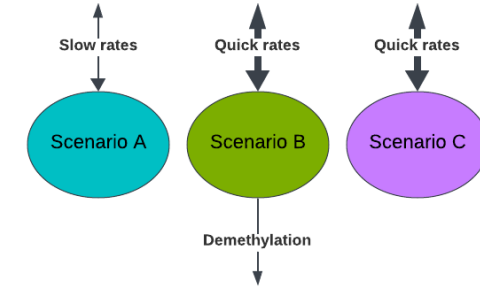 Slow rates
Quick rates
Quick rates
Scenario A
Scenario B
Scenario C
Demethylation